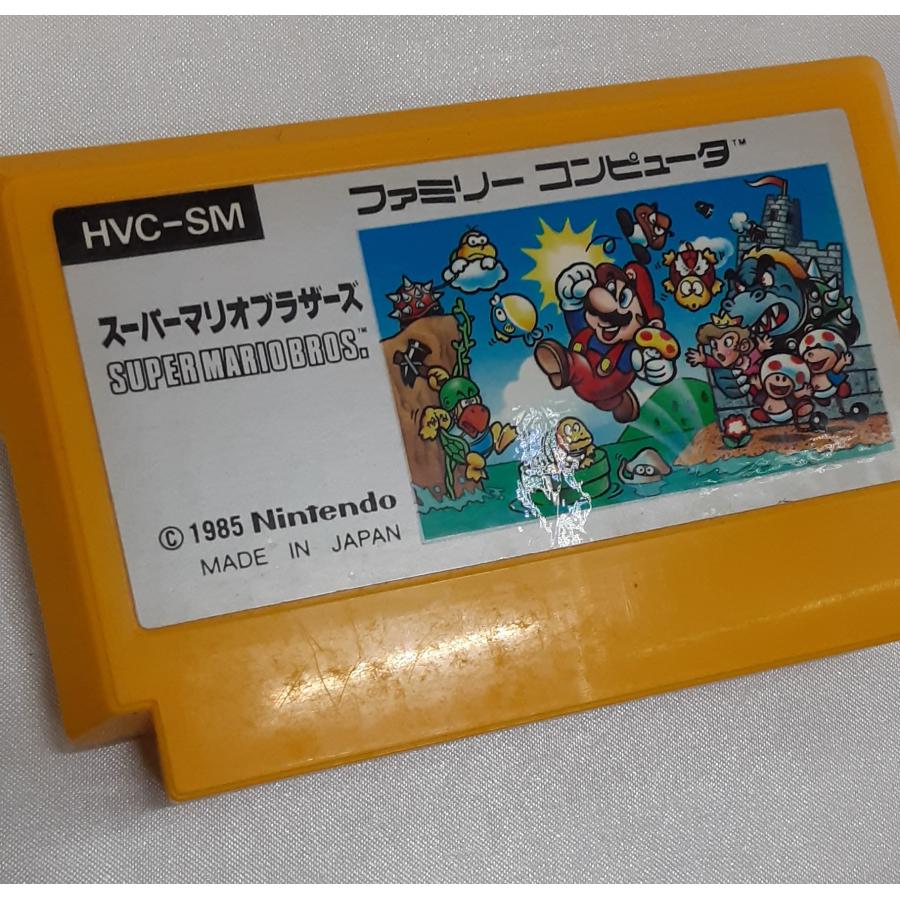 HVC-SM
ファミリー コンピュータ™
スーパーマリオブラザーズ
SUPER MARIO BROS.™
© 1985 Nintendo
MADE IN JAPAN